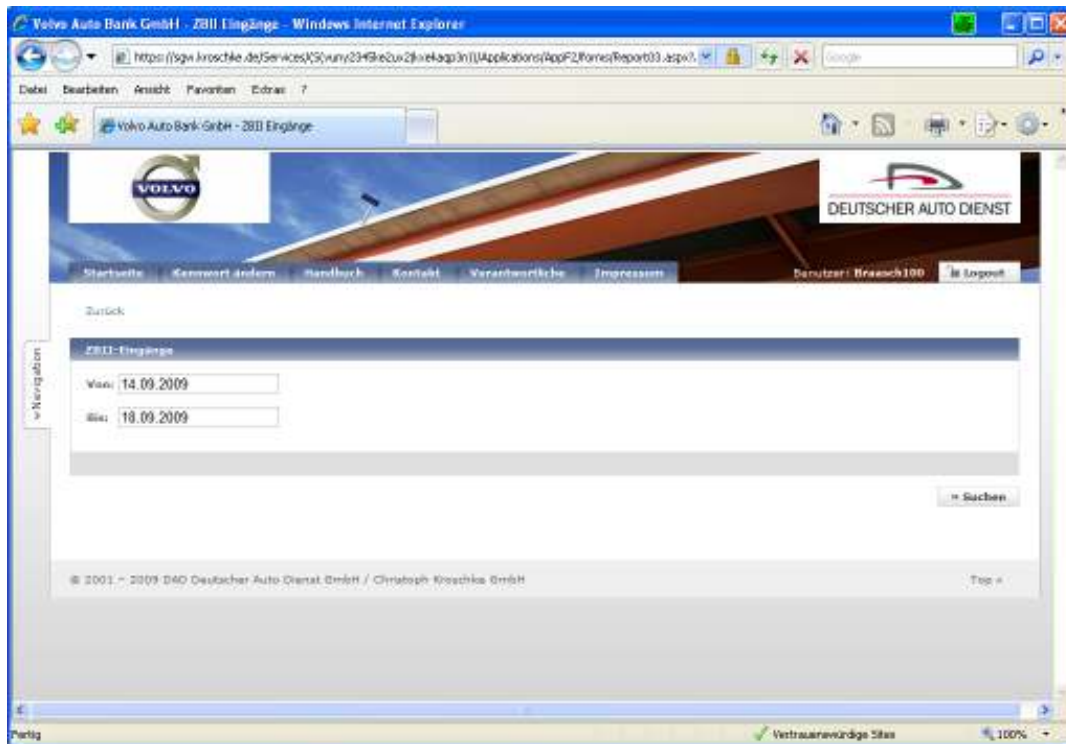 Volvo Auto Bank GmbH - ZBII Eingänge - Windows Internet Explorer
Google
Datei Bearbeiten Ansicht Favoriten Extras ?
Volvo Auto Bank GmbH - ZBII Eingänge
VOLVO
DEUTSCHER AUTO DIENST
Startseite Kennwort ändern Handbuch Kontakt Verantwortliche Impressum Benutzer: Braasch100 Logout
Zurück
» Navigation
ZBII-Eingänge
Von: 14.09.2009
Bis: 18.09.2009
» Suchen
© 2001 - 2009 DAD Deutscher Auto Dienst GmbH / Christoph Kroschke GmbH Top
Fertig Vertrauenswürdige Sites 100%